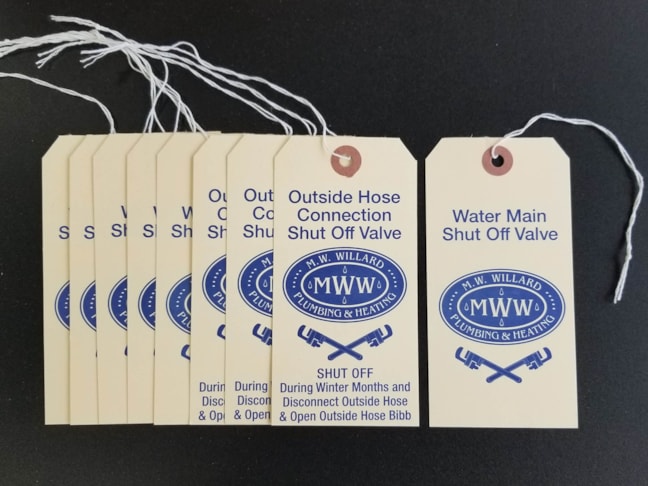 Outside Hose
Connection
Shut Off Valve
M.W. WILLARD
MWW
PLUMBING & HEATING
SHUT OFF
During Winter Months and
Disconnect Outside Hose
& Open Outside Hose Bibb
Water Main
Shut Off Valve
M.W. WILLARD
MWW
PLUMBING & HEATING